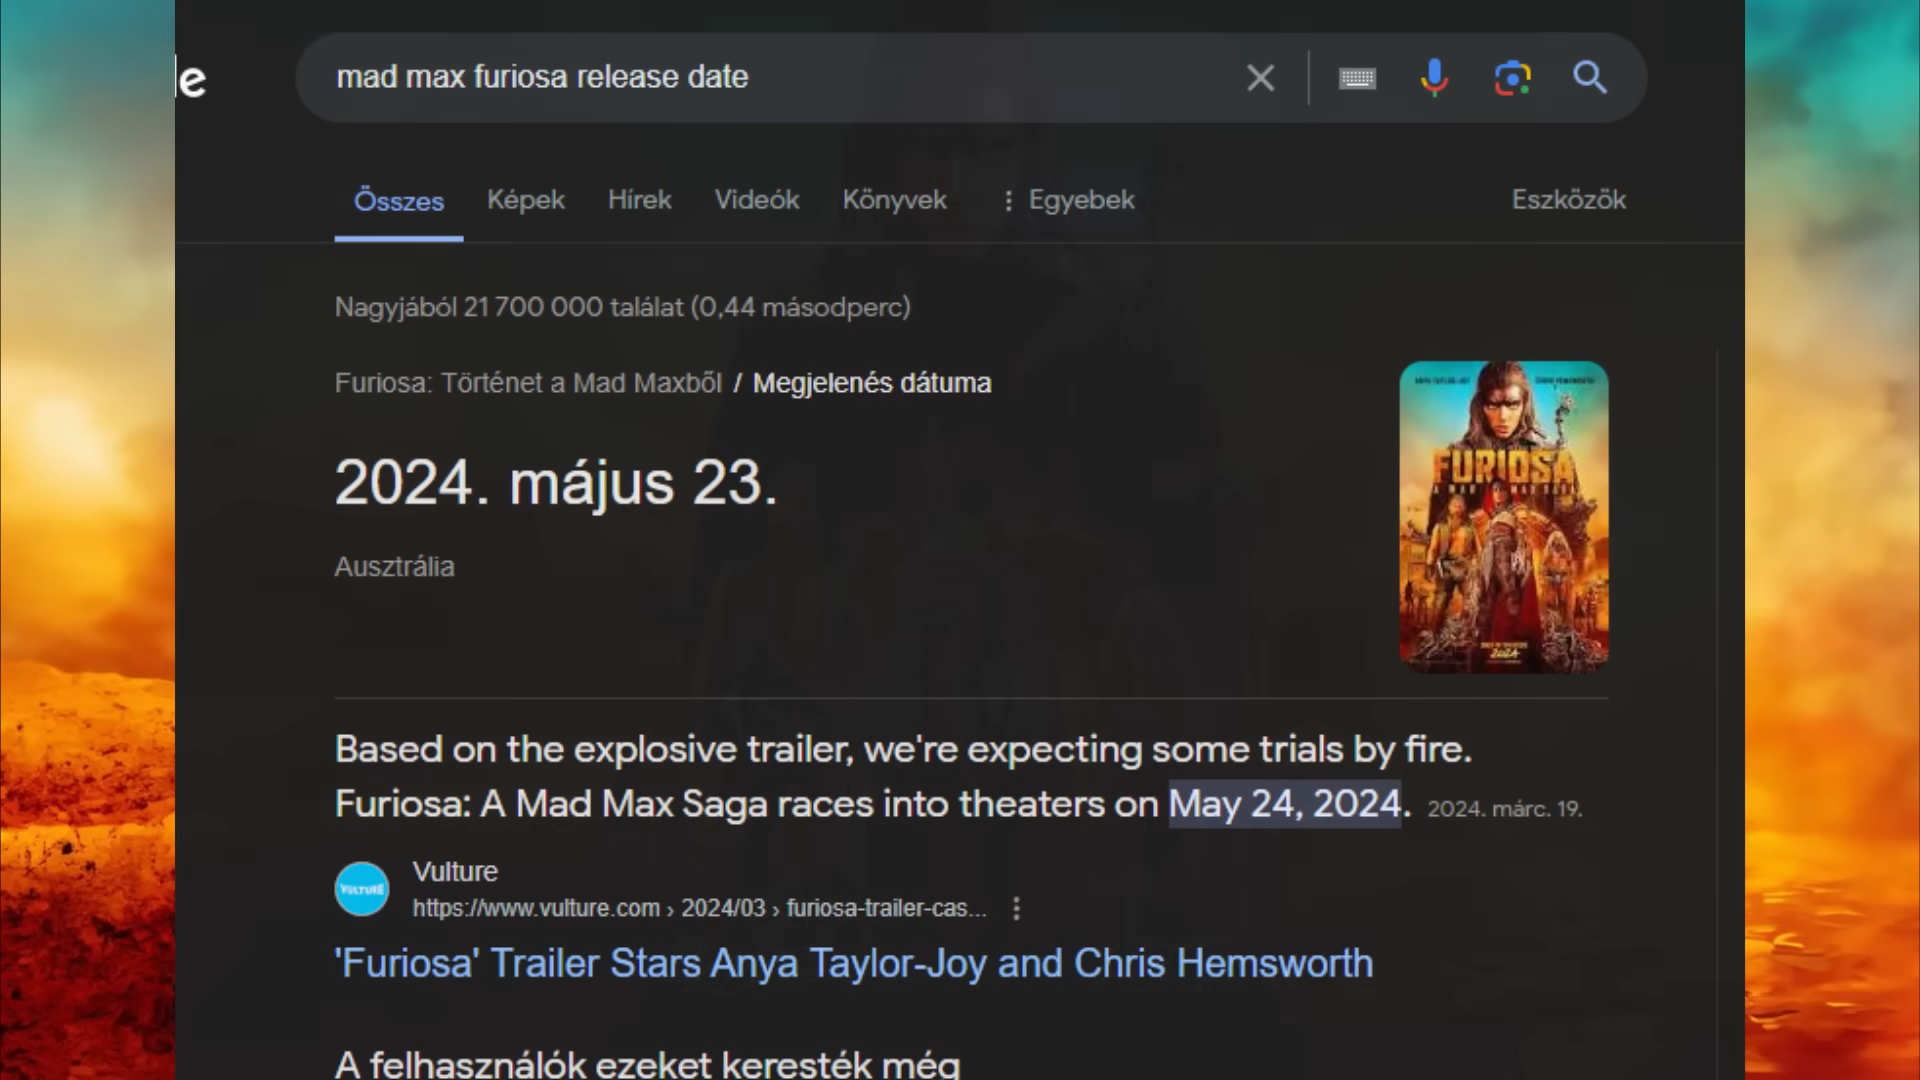 le
mad max furiosa release date
Összes Képek Hírek Videók Könyvek Egyebek Eszközök
Nagyjából 21 700 000 találat (0,44 másodperc)
Furiosa: Történet a Mad Maxből / Megjelenés dátuma
2024. május 23.
Ausztrália
FURIOSA
2024
Based on the explosive trailer, we're expecting some trials by fire.
Furiosa: A Mad Max Saga races into theaters on May 24, 2024. 2024. márc. 19.
VULTURE
Vulture
https://www.vulture.com › 2024/03 › furiosa-trailer-cas...
'Furiosa' Trailer Stars Anya Taylor-Joy and Chris Hemsworth
A felhasználók ezeket keresték még